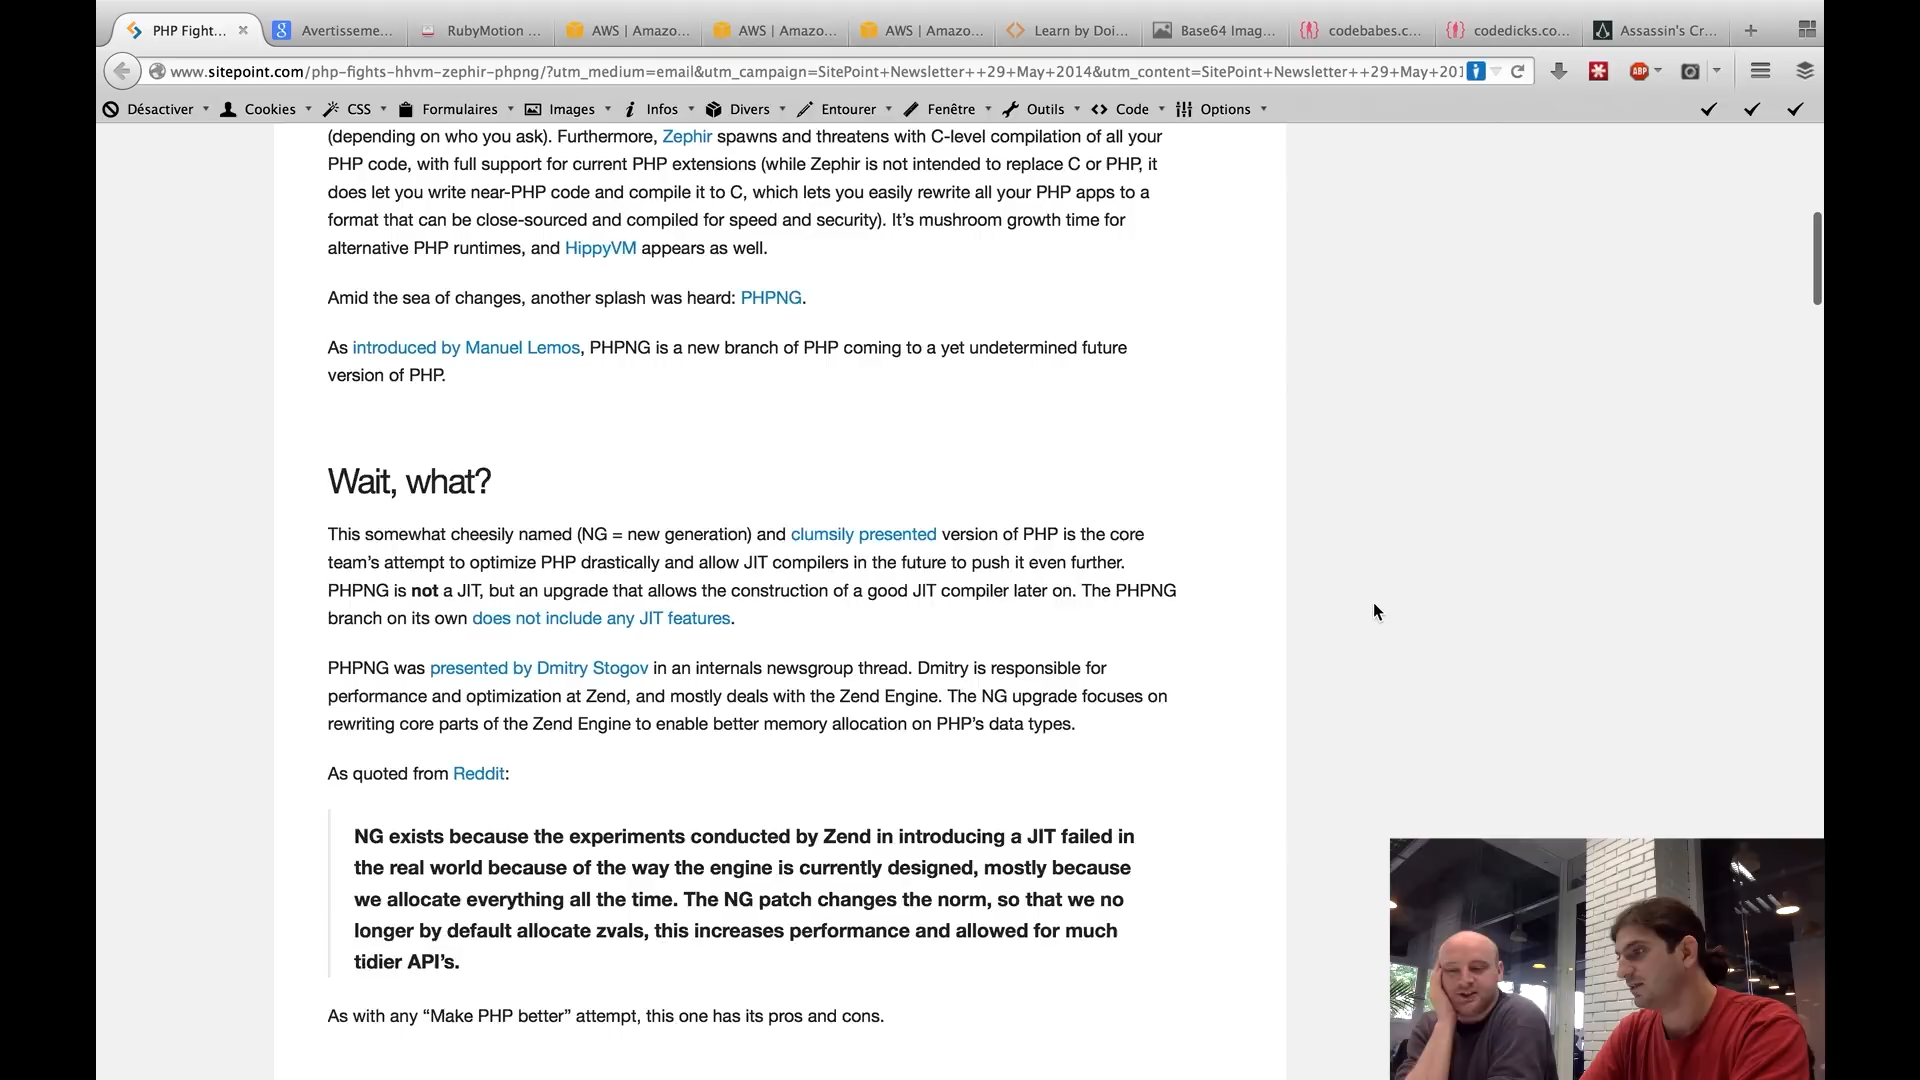 PHP Fight...
Avertisseme...
RubyMotion ...
AWS | Amazo...
AWS | Amazo...
AWS | Amazo...
Learn by Doi...
Base64 Imag...
codebabes.c...
codedicks.co...
Assassin's Cr...
www.sitepoint.com/php-fights-hhvm-zephir-phpng/?utm_medium=email&utm_campaign=SitePoint+Newsletter++29+May+2014&utm_content=SitePoint+Newsletter++29+May+201
ABP
Désactiver
Cookies
CSS
Formulaires
Images
Infos
Divers
Entourer
Fenêtre
Outils
Code
Options
(depending on who you ask). Furthermore, Zephir spawns and threatens with C-level compilation of all your
PHP code, with full support for current PHP extensions (while Zephir is not intended to replace C or PHP, it
does let you write near-PHP code and compile it to C, which lets you easily rewrite all your PHP apps to a
format that can be close-sourced and compiled for speed and security). It’s mushroom growth time for
alternative PHP runtimes, and HippyVM appears as well.
Amid the sea of changes, another splash was heard: PHPNG.
As introduced by Manuel Lemos, PHPNG is a new branch of PHP coming to a yet undetermined future
version of PHP.
Wait, what?
This somewhat cheesily named (NG = new generation) and clumsily presented version of PHP is the core
team’s attempt to optimize PHP drastically and allow JIT compilers in the future to push it even further.
PHPNG is not a JIT, but an upgrade that allows the construction of a good JIT compiler later on. The PHPNG
branch on its own does not include any JIT features.
PHPNG was presented by Dmitry Stogov in an internals newsgroup thread. Dmitry is responsible for
performance and optimization at Zend, and mostly deals with the Zend Engine. The NG upgrade focuses on
rewriting core parts of the Zend Engine to enable better memory allocation on PHP’s data types.
As quoted from Reddit:
NG exists because the experiments conducted by Zend in introducing a JIT failed in
the real world because of the way the engine is currently designed, mostly because
we allocate everything all the time. The NG patch changes the norm, so that we no
longer by default allocate zvals, this increases performance and allowed for much
tidier API’s.
As with any “Make PHP better” attempt, this one has its pros and cons.